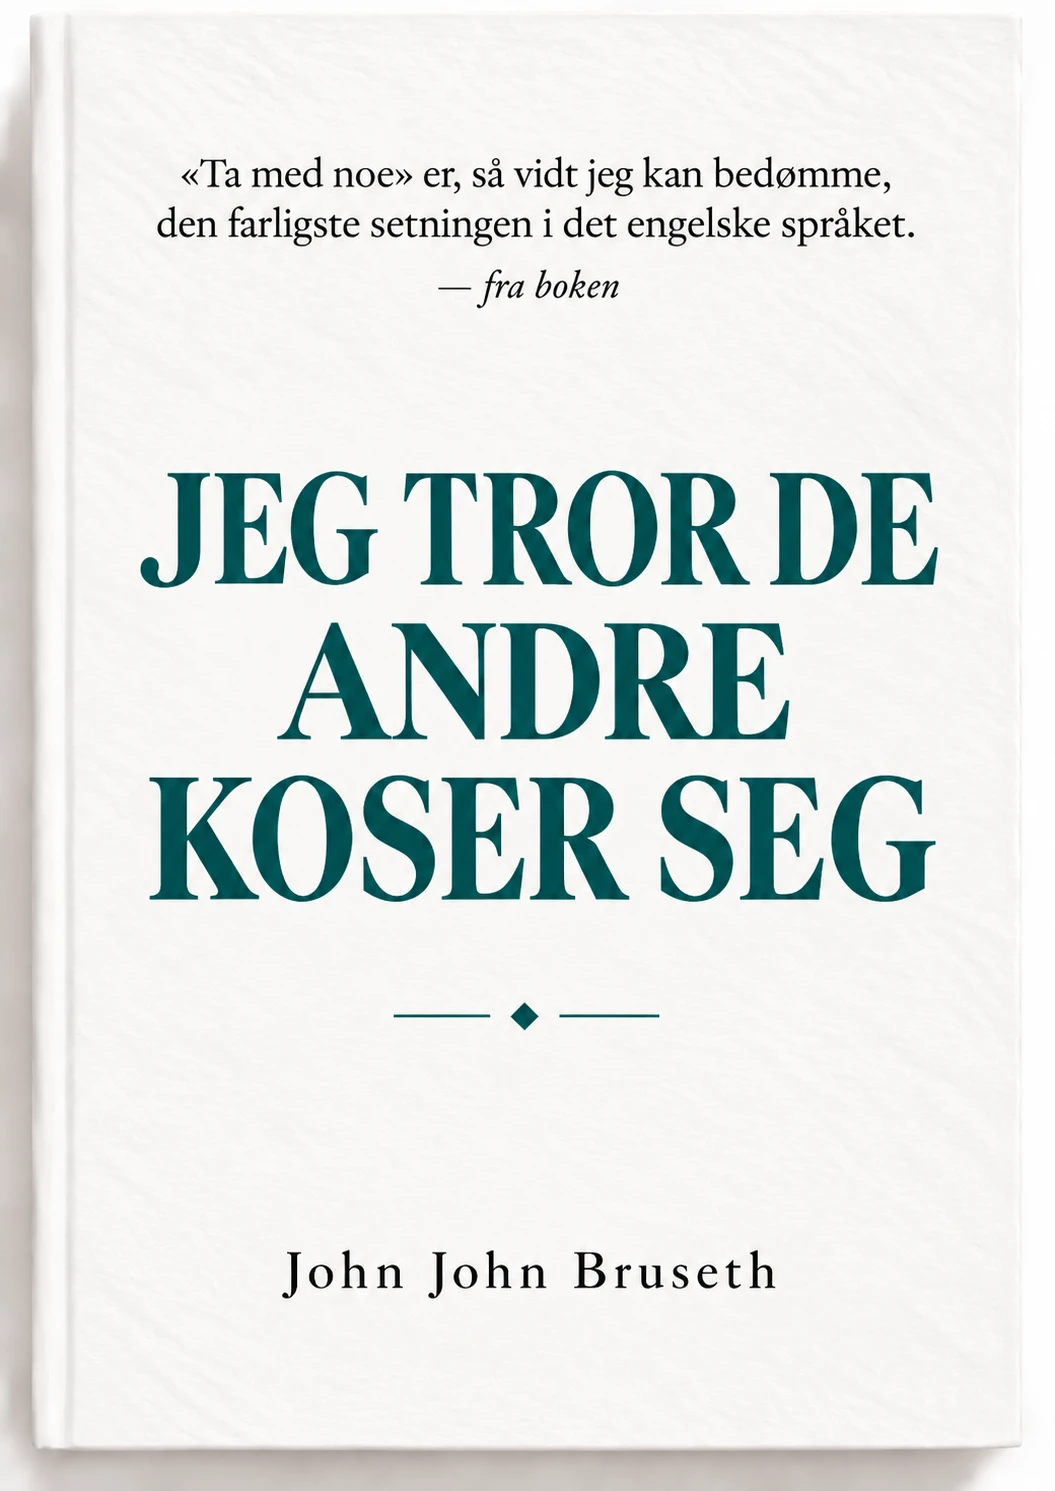 «Ta med noe» er, så vidt jeg kan bedømme,
den farligste setningen i det engelske språket.
— fra boken
JEG TROR DE
ANDRE
KOSER SEG
John John Bruseth